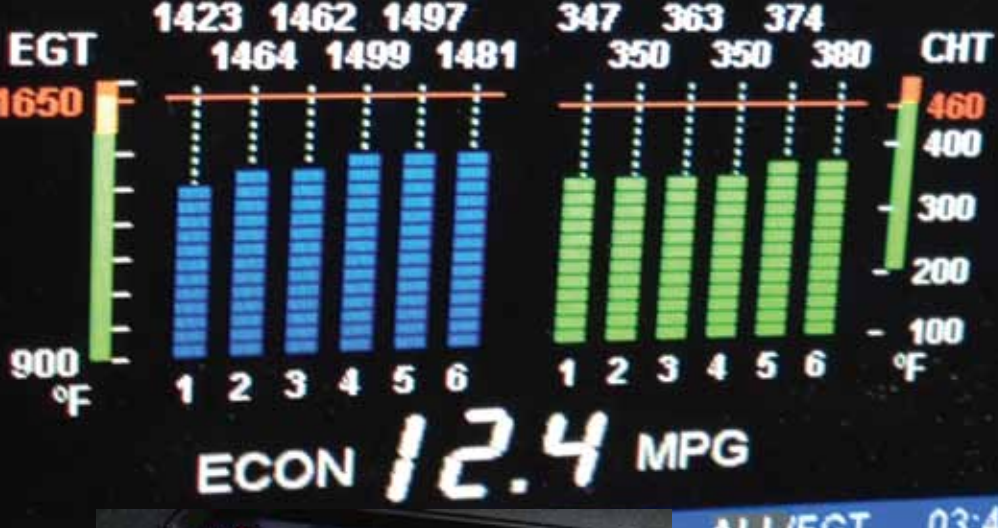 1423 1462 1497 347 363 374
EGT 1464 1499 1481 350 350 380 CHT
1650 460
400
300
200
900 100
°F 1 2 3 4 5 6 1 2 3 4 5 6 °F
ECON 12.4 MPG